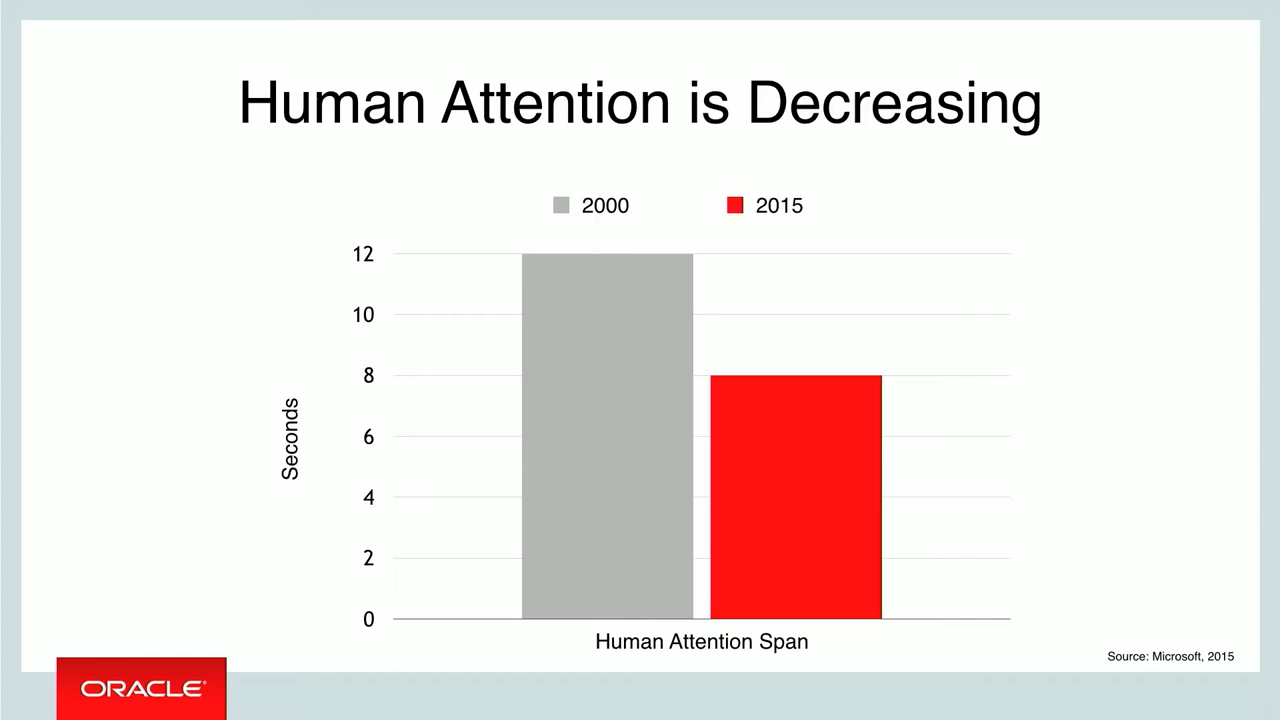 Human Attention is Decreasing
2000 2015
12
10
8
6
4
2
0
Seconds
Human Attention Span
Source: Microsoft, 2015
ORACLE®